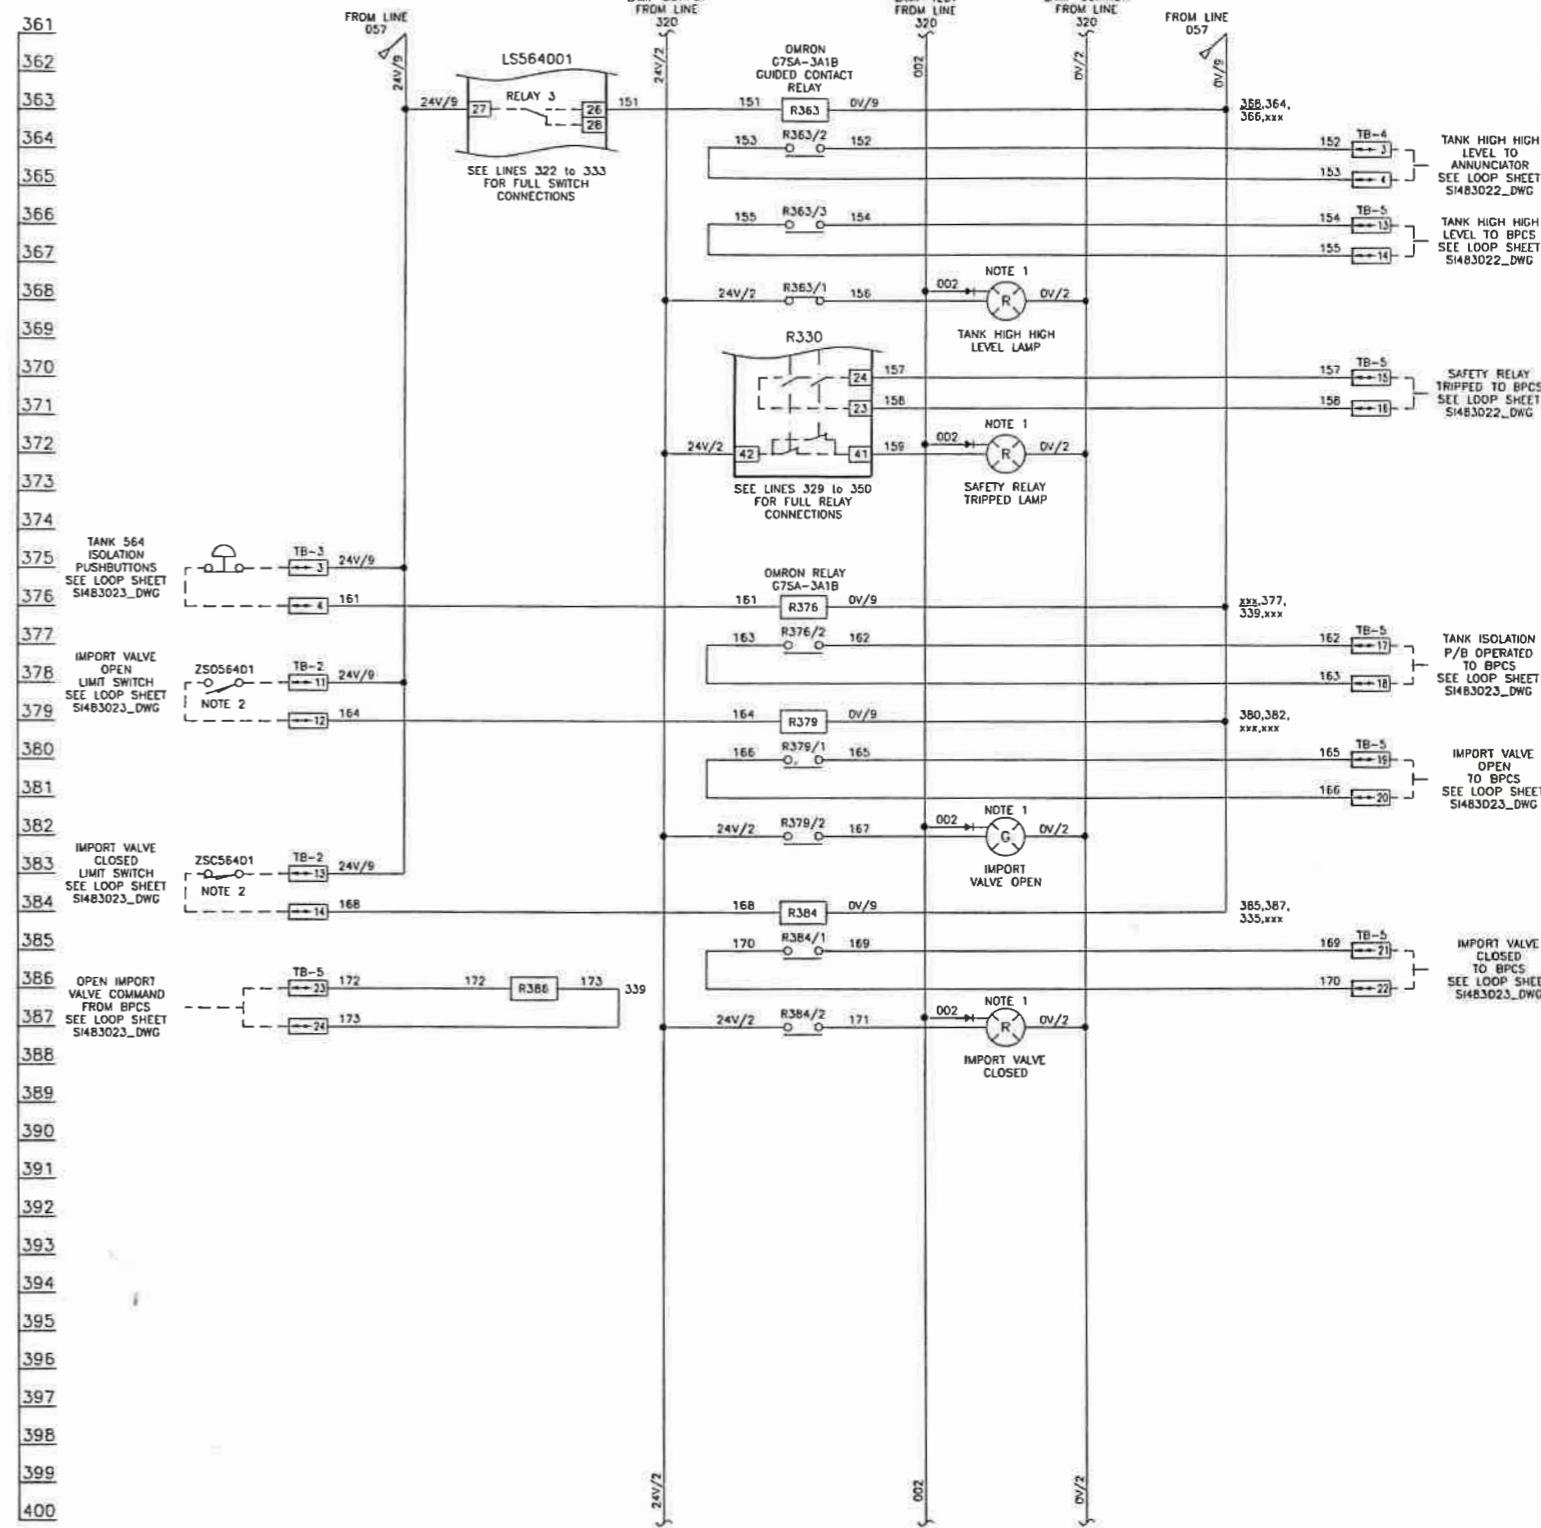 FROM LINE
057
FROM LINE
320
FROM LINE
320
FROM LINE
320
FROM LINE
057
24V/9
24V/2
002
0V/2
0V/9
361
362
363
364
365
366
367
368
369
370
371
372
373
374
375
376
377
378
379
380
381
382
383
384
385
386
387
388
389
390
391
392
393
394
395
396
397
398
399
400
LS564D01
24V/9
27
RELAY 3
26
28
151
SEE LINES 322 to 333
FOR FULL SWITCH
CONNECTIONS
OMRON
G7SA-3A1B
GUIDED CONTACT
RELAY
151
R363
0V/9
368,364,
366,xxx
153
R363/2
152
152
TB-4
3
153
4
TANK HIGH HIGH
LEVEL TO
ANNUNCIATOR
SEE LOOP SHEET
SI483022_DWG
155
R363/3
154
154
TB-5
13
155
14
TANK HIGH HIGH
LEVEL TO BPCS
SEE LOOP SHEET
SI483022_DWG
24V/2
R363/1
156
002
NOTE 1
R
0V/2
TANK HIGH HIGH
LEVEL LAMP
R330
24
157
23
158
157
TB-5
15
158
16
SAFETY RELAY
TRIPPED TO BPCS
SEE LOOP SHEET
SI483022_DWG
24V/2
42
41
159
002
NOTE 1
R
0V/2
SAFETY RELAY
TRIPPED LAMP
SEE LINES 329 to 350
FOR FULL RELAY
CONNECTIONS
TANK 564
ISOLATION
PUSHBUTTONS
SEE LOOP SHEET
SI483023_DWG
TB-3
3
24V/9
4
161
OMRON RELAY
G7SA-3A1B
161
R376
0V/9
xxx,377,
339,xxx
163
R376/2
162
162
TB-5
17
163
18
TANK ISOLATION
P/B OPERATED
TO BPCS
SEE LOOP SHEET
SI483023_DWG
IMPORT VALVE
OPEN
LIMIT SWITCH
SEE LOOP SHEET
SI483023_DWG
ZSO564D1
NOTE 2
TB-2
11
24V/9
12
164
164
R379
0V/9
380,382,
xxx,xxx
166
R379/1
165
165
TB-5
19
166
20
IMPORT VALVE
OPEN
TO BPCS
SEE LOOP SHEET
SI483023_DWG
24V/2
R379/2
167
002
NOTE 1
G
0V/2
IMPORT
VALVE OPEN
IMPORT VALVE
CLOSED
LIMIT SWITCH
SEE LOOP SHEET
SI483023_DWG
ZSC564D1
NOTE 2
TB-2
13
24V/9
14
168
168
R384
0V/9
385,387,
335,xxx
170
R384/1
169
169
TB-5
21
170
22
IMPORT VALVE
CLOSED
TO BPCS
SEE LOOP SHEE
SI483023_DWG
OPEN IMPORT
VALVE COMMAND
FROM BPCS
SEE LOOP SHEET
SI483023_DWG
TB-5
23
172
172
R386
173
339
24
173
24V/2
R384/2
171
002
NOTE 1
R
0V/2
IMPORT VALVE
CLOSED
24V/2
002
0V/2